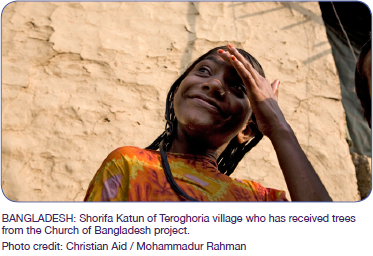 BANGLADESH: Shorifa Katun of Teroghoria village who has received trees
from the Church of Bangladesh project.
Photo credit: Christian Aid / Mohammadur Rahman